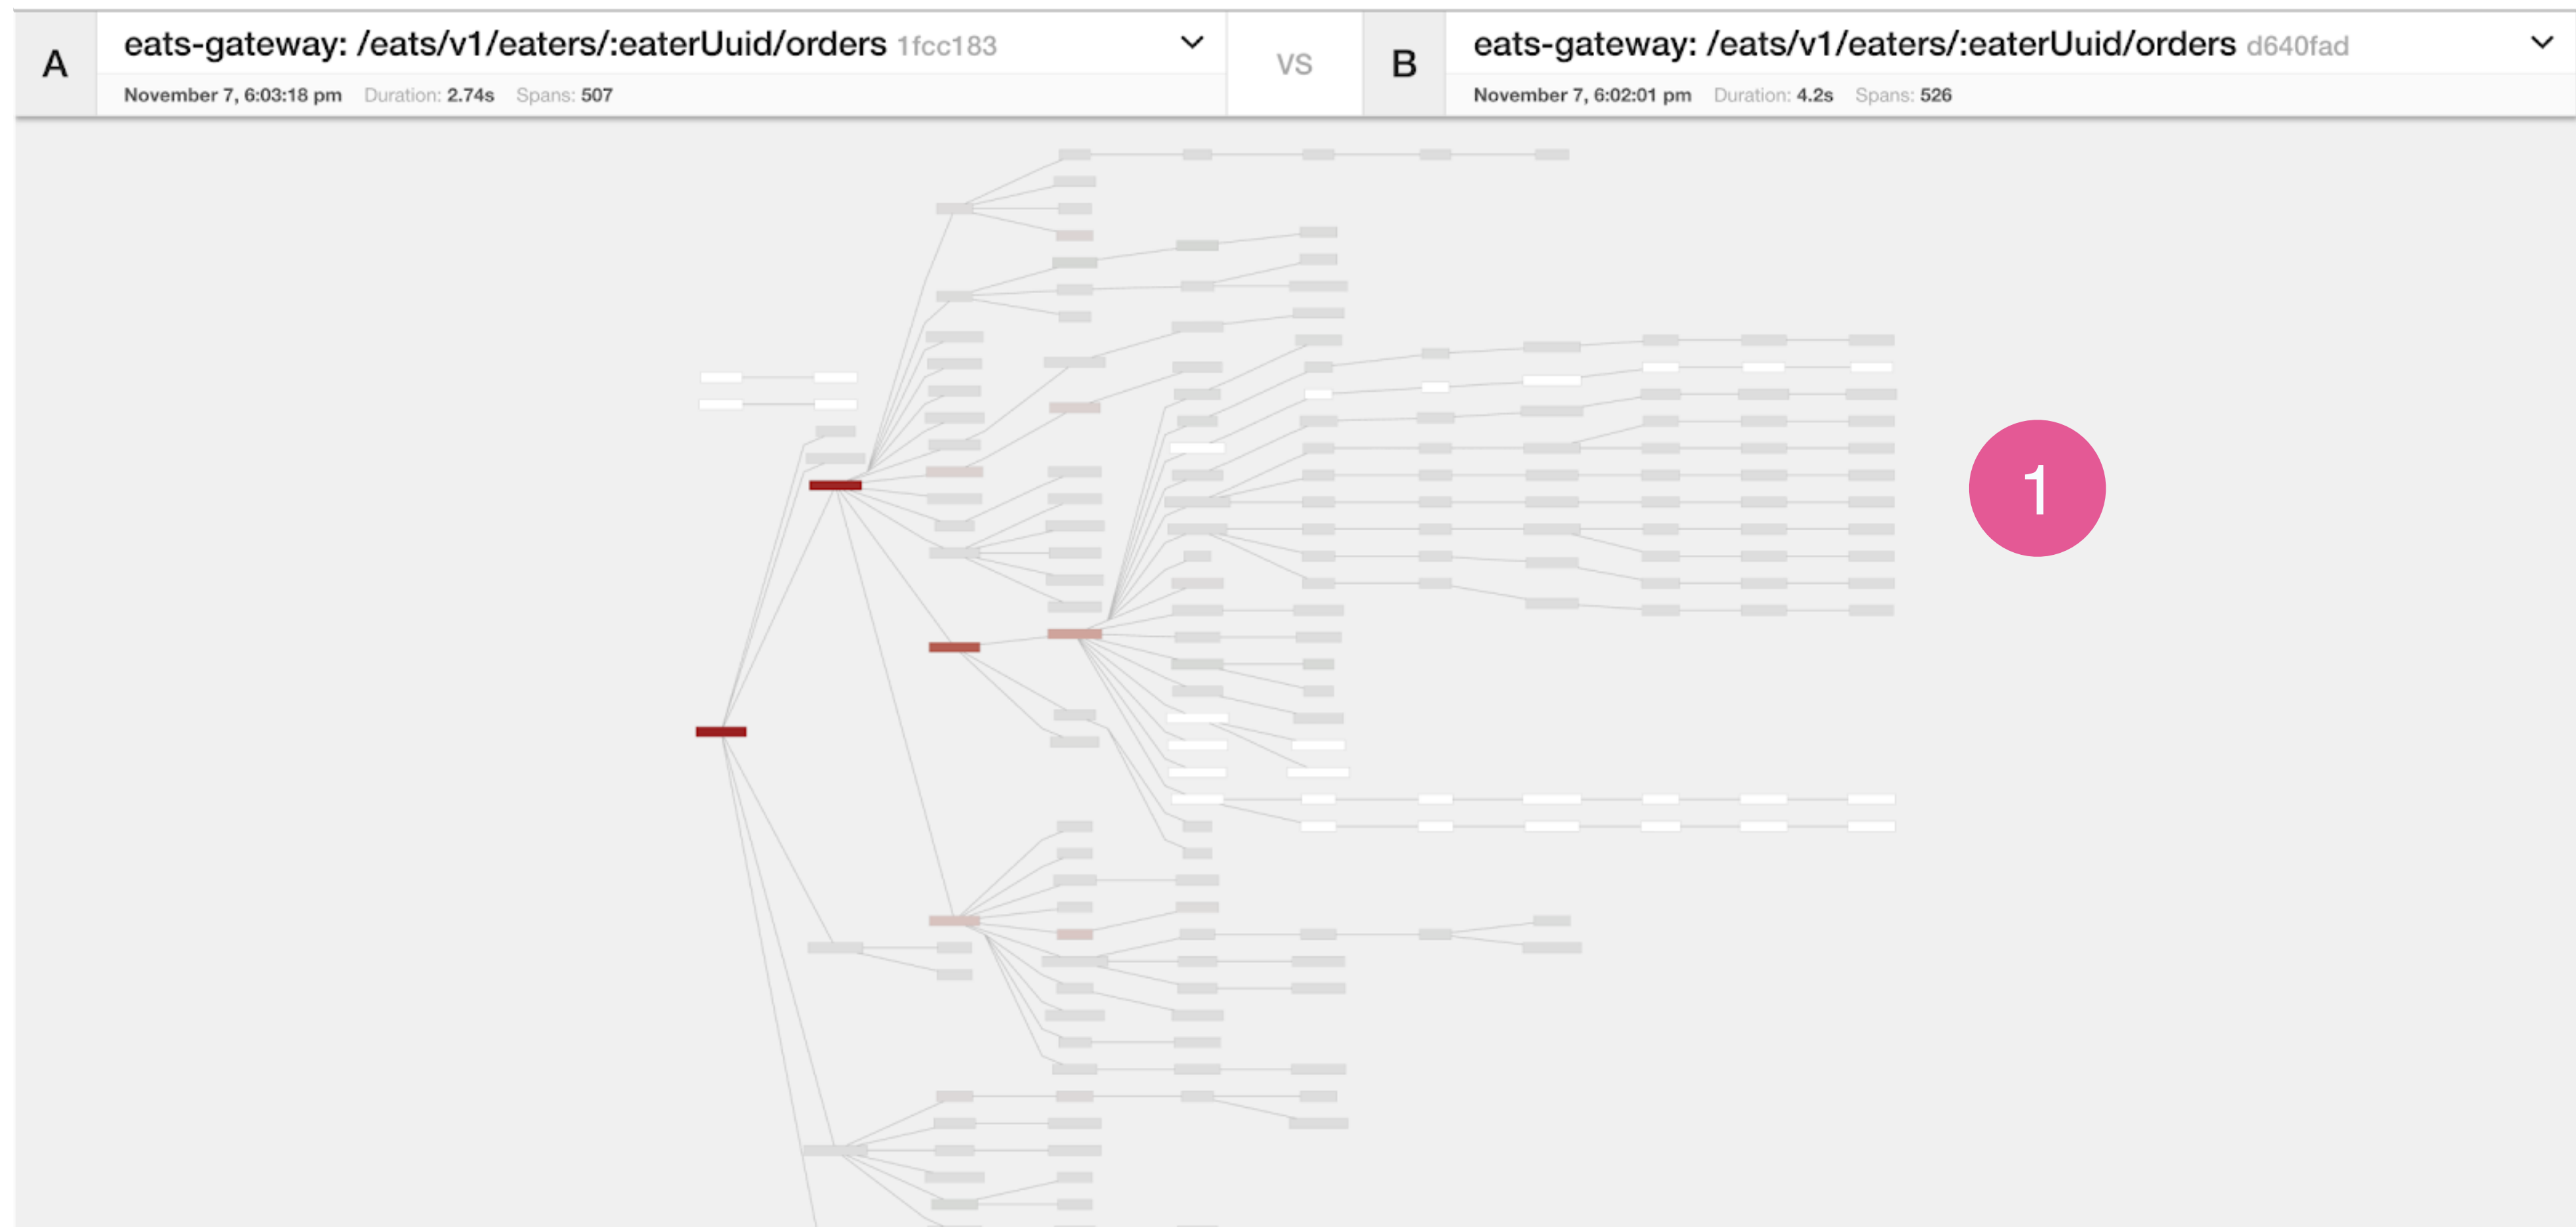 A
eats-gateway: /eats/v1/eaters/:eaterUuid/orders 1fcc183
November 7, 6:03:18 pm Duration: 2.74s Spans: 507
VS
B
eats-gateway: /eats/v1/eaters/:eaterUuid/orders d640fad
November 7, 6:02:01 pm Duration: 4.2s Spans: 526
1